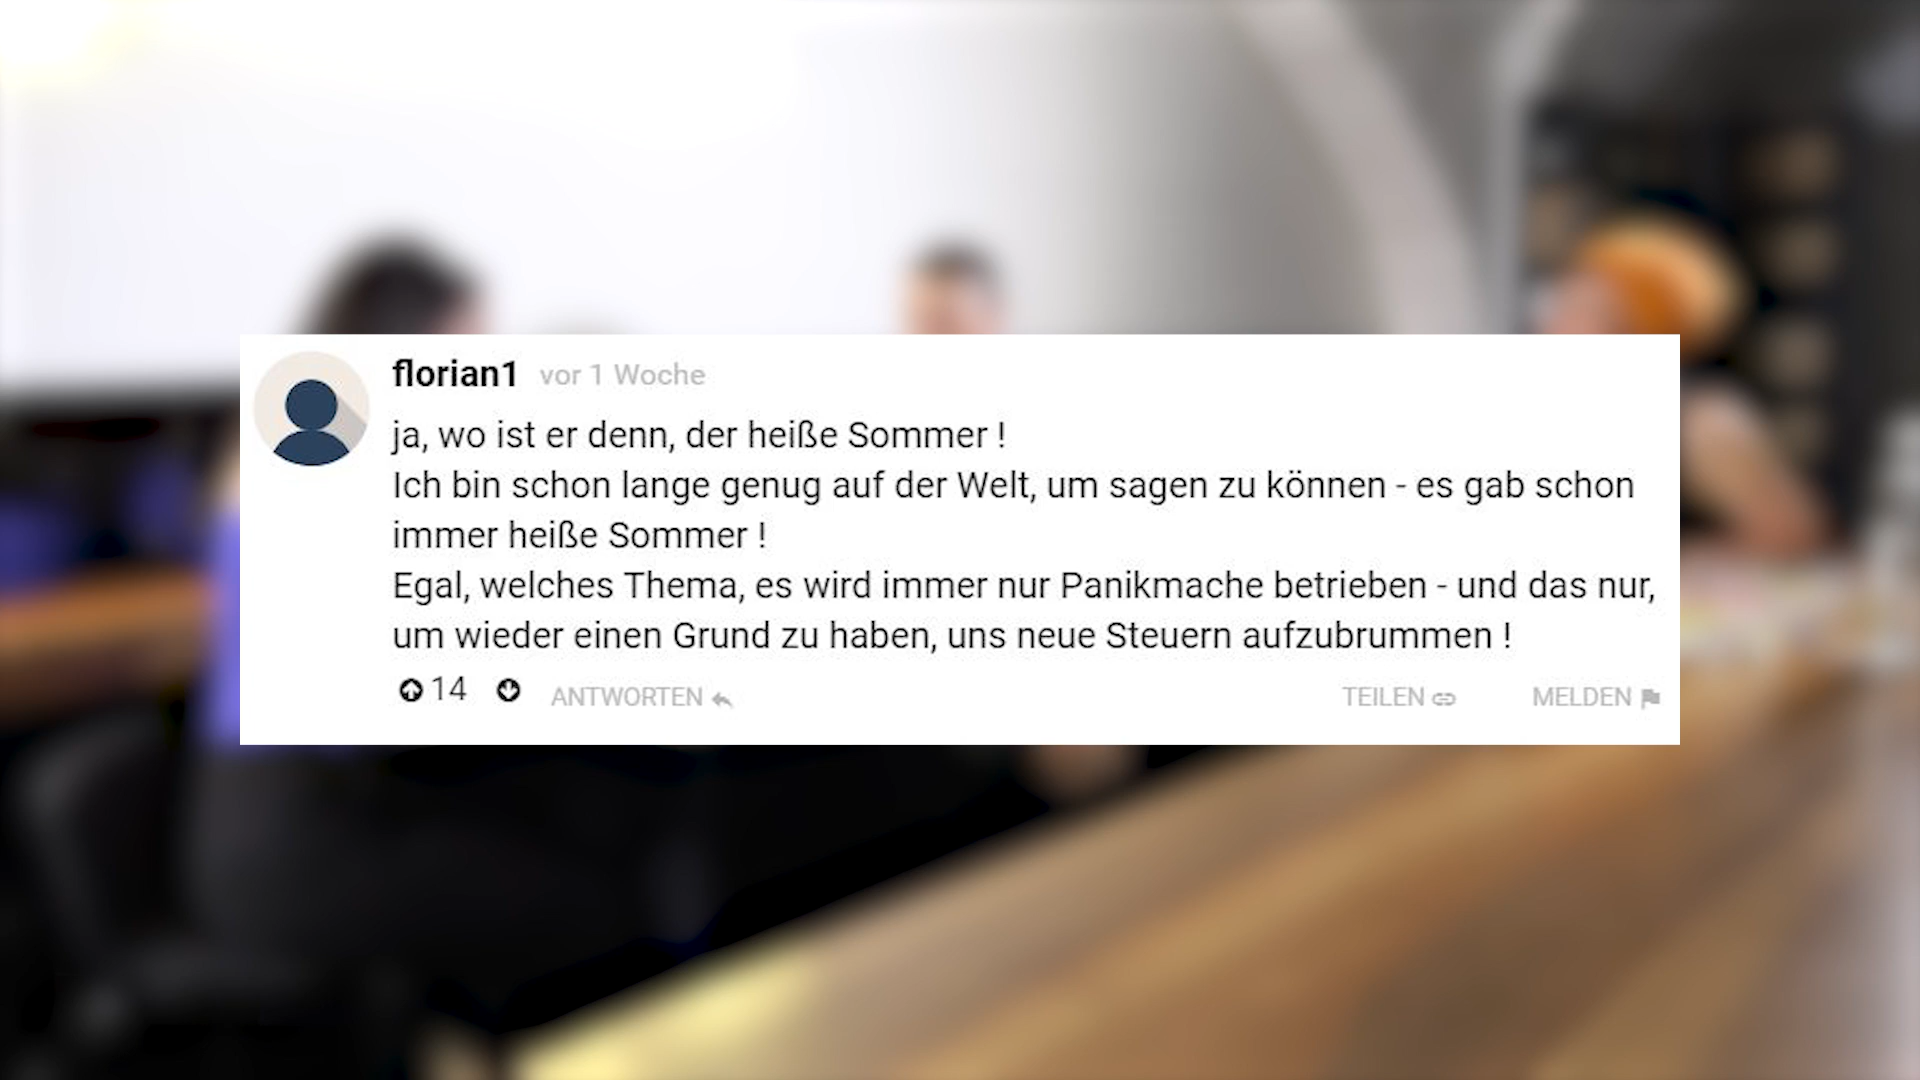 florian1 vor 1 Woche
ja, wo ist er denn, der heiße Sommer !
Ich bin schon lange genug auf der Welt, um sagen zu können - es gab schon
immer heiße Sommer !
Egal, welches Thema, es wird immer nur Panikmache betrieben - und das nur,
um wieder einen Grund zu haben, uns neue Steuern aufzubrummen !
14 ANTWORTEN TEILEN MELDEN